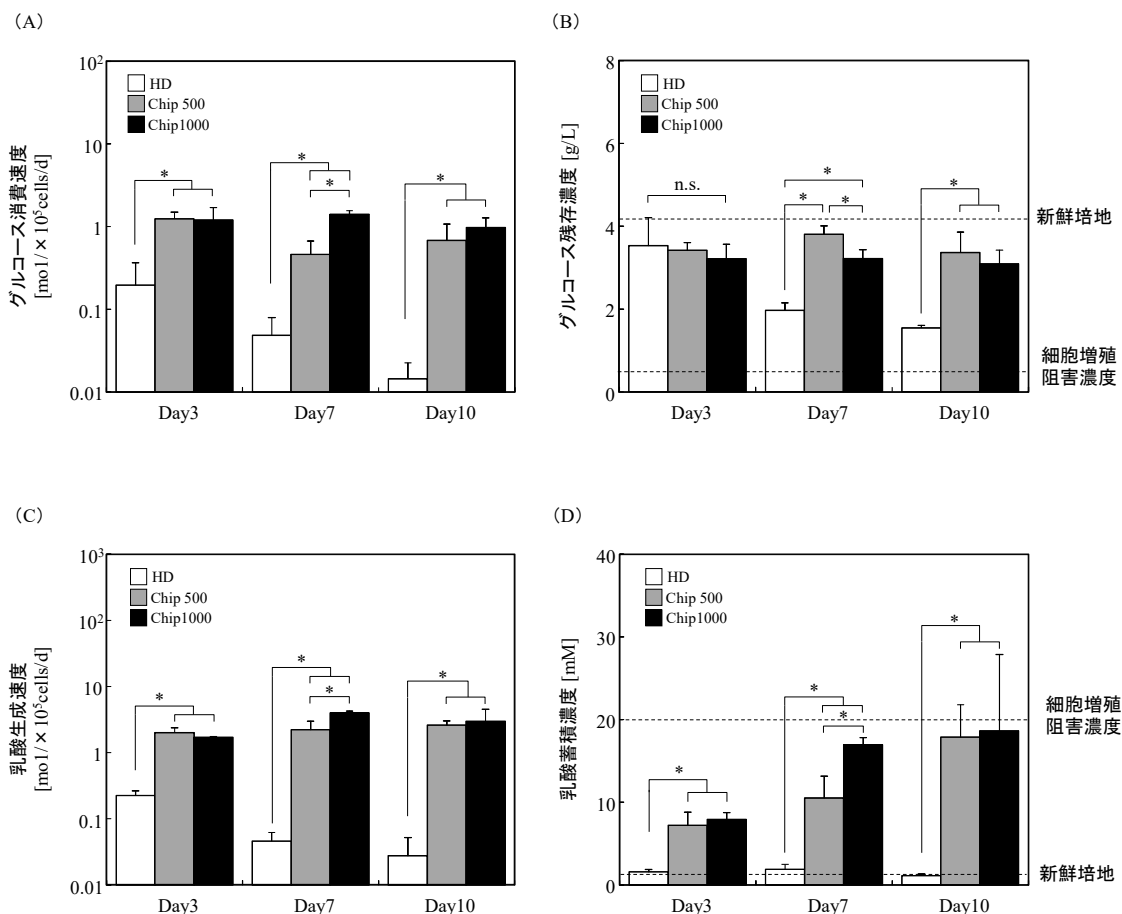 (A)
10²
10
1
0.1
0.01
グルコース消費速度
[mol/×10⁵cells/d]
HD
Chip 500
Chip1000
*
*
*
*
Day3
Day7
Day10
(B)
8
6
4
2
0
グルコース残存濃度 [g/L]
HD
Chip 500
Chip1000
n.s.
*
*
*
*
新鮮培地
細胞増殖
阻害濃度
Day3
Day7
Day10
(C)
10³
10²
10
1
0.1
0.01
乳酸生成速度
[mol/×10⁵cells/d]
HD
Chip 500
Chip1000
*
*
*
*
Day3
Day7
Day10
(D)
40
30
20
10
0
乳酸蓄積濃度 [mM]
HD
Chip 500
Chip1000
*
*
*
*
細胞増殖
阻害濃度
新鮮培地
Day3
Day7
Day10